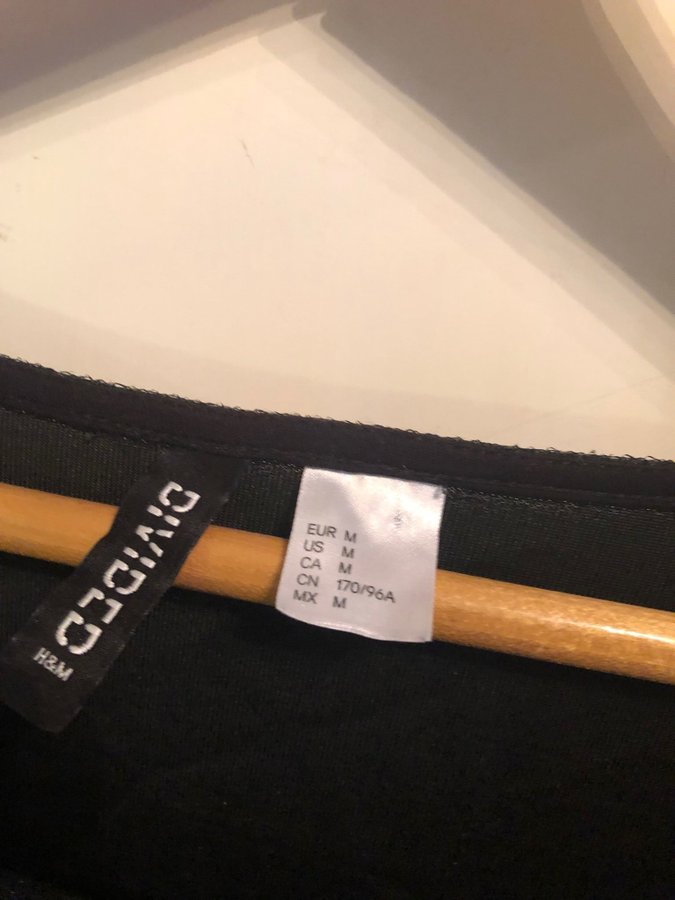 DIVIDED
H&M
EUR M
US M
CA M
CN 170/96A
MX M